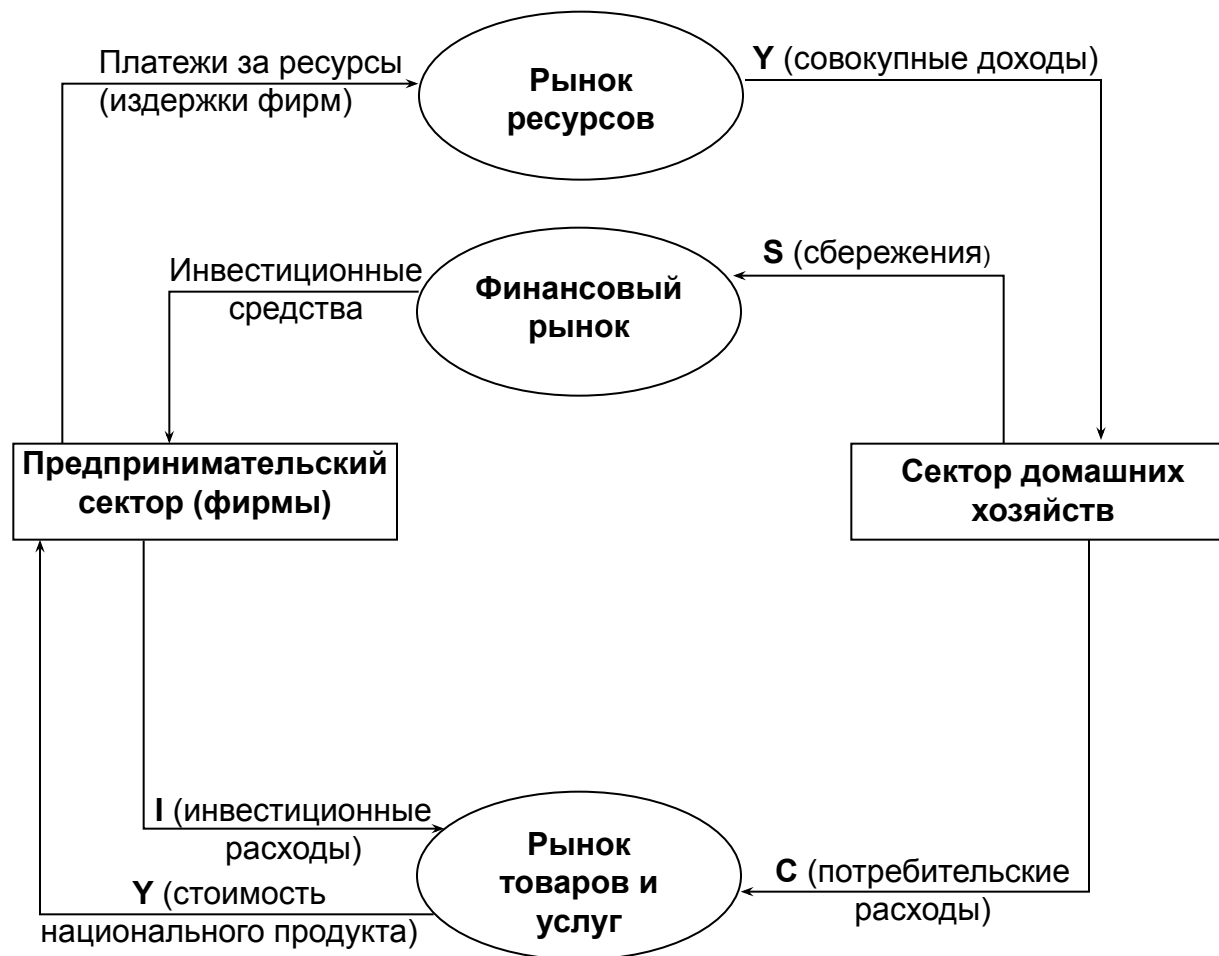 Платежи за ресурсы
(издержки фирм)
Рынок
ресурсов
Y (совокупные доходы)
Инвестиционные
средства
Финансовый
рынок
S (сбережения)
Предпринимательский
сектор (фирмы)
Сектор домашних
хозяйств
I (инвестиционные
расходы)
Y (стоимость
национального продукта)
Рынок
товаров и
услуг
C (потребительские
расходы)